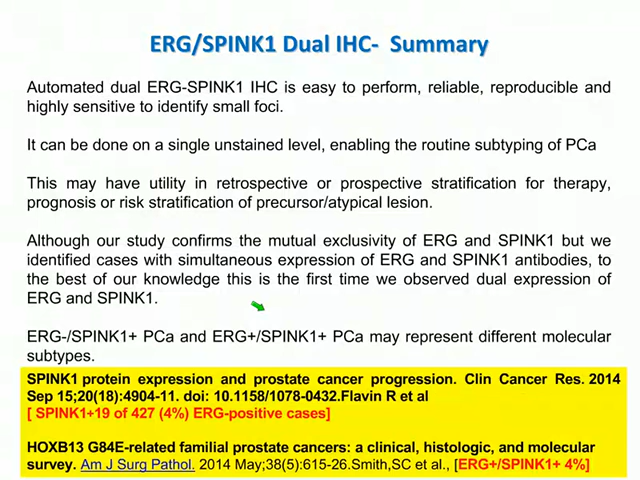 ERG/SPINK1 Dual IHC-  Summary
Automated dual ERG-SPINK1 IHC is easy to perform, reliable, reproducible and
highly sensitive to identify small foci.
It can be done on a single unstained level, enabling the routine subtyping of PCa
This may have utility in retrospective or prospective stratification for therapy,
prognosis or risk stratification of precursor/atypical lesion.
Although our study confirms the mutual exclusivity of ERG and SPINK1 but we
identified cases with simultaneous expression of ERG and SPINK1 antibodies, to
the best of our knowledge this is the first time we observed dual expression of
ERG and SPINK1.
ERG-/SPINK1+ PCa and ERG+/SPINK1+ PCa may represent different molecular
subtypes.
SPINK1 protein expression and prostate cancer progression. Clin Cancer Res. 2014
Sep 15;20(18):4904-11. doi: 10.1158/1078-0432.Flavin R et al
[ SPINK1+19 of 427 (4%) ERG-positive cases]
HOXB13 G84E-related familial prostate cancers: a clinical, histologic, and molecular
survey. Am J Surg Pathol. 2014 May;38(5):615-26.Smith,SC et al., [ERG+/SPINK1+ 4%]